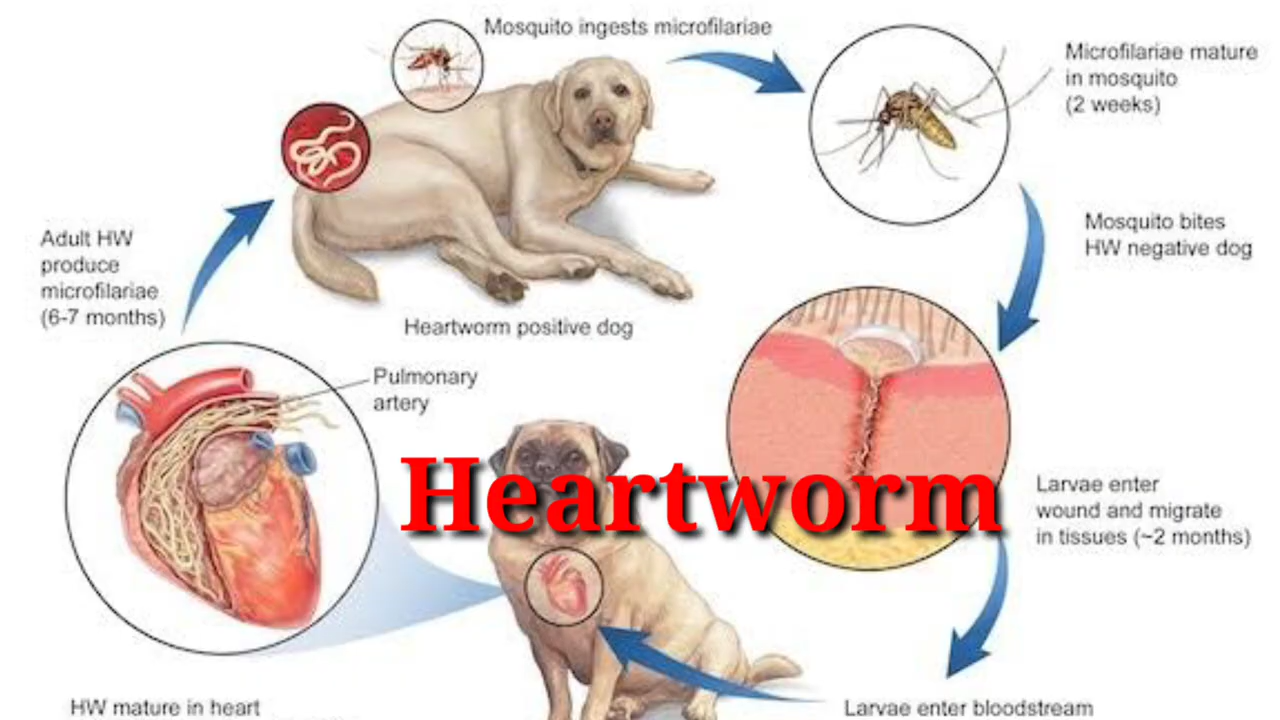 Mosquito ingests microfilariae
Microfilariae mature
in mosquito
(2 weeks)
Mosquito bites
HW negative dog
Adult HW
produce
microfilariae
(6-7 months)
Heartworm positive dog
Pulmonary
artery
Heartworm
Larvae enter
wound and migrate
in tissues (~2 months)
HW mature in heart
Larvae enter bloodstream